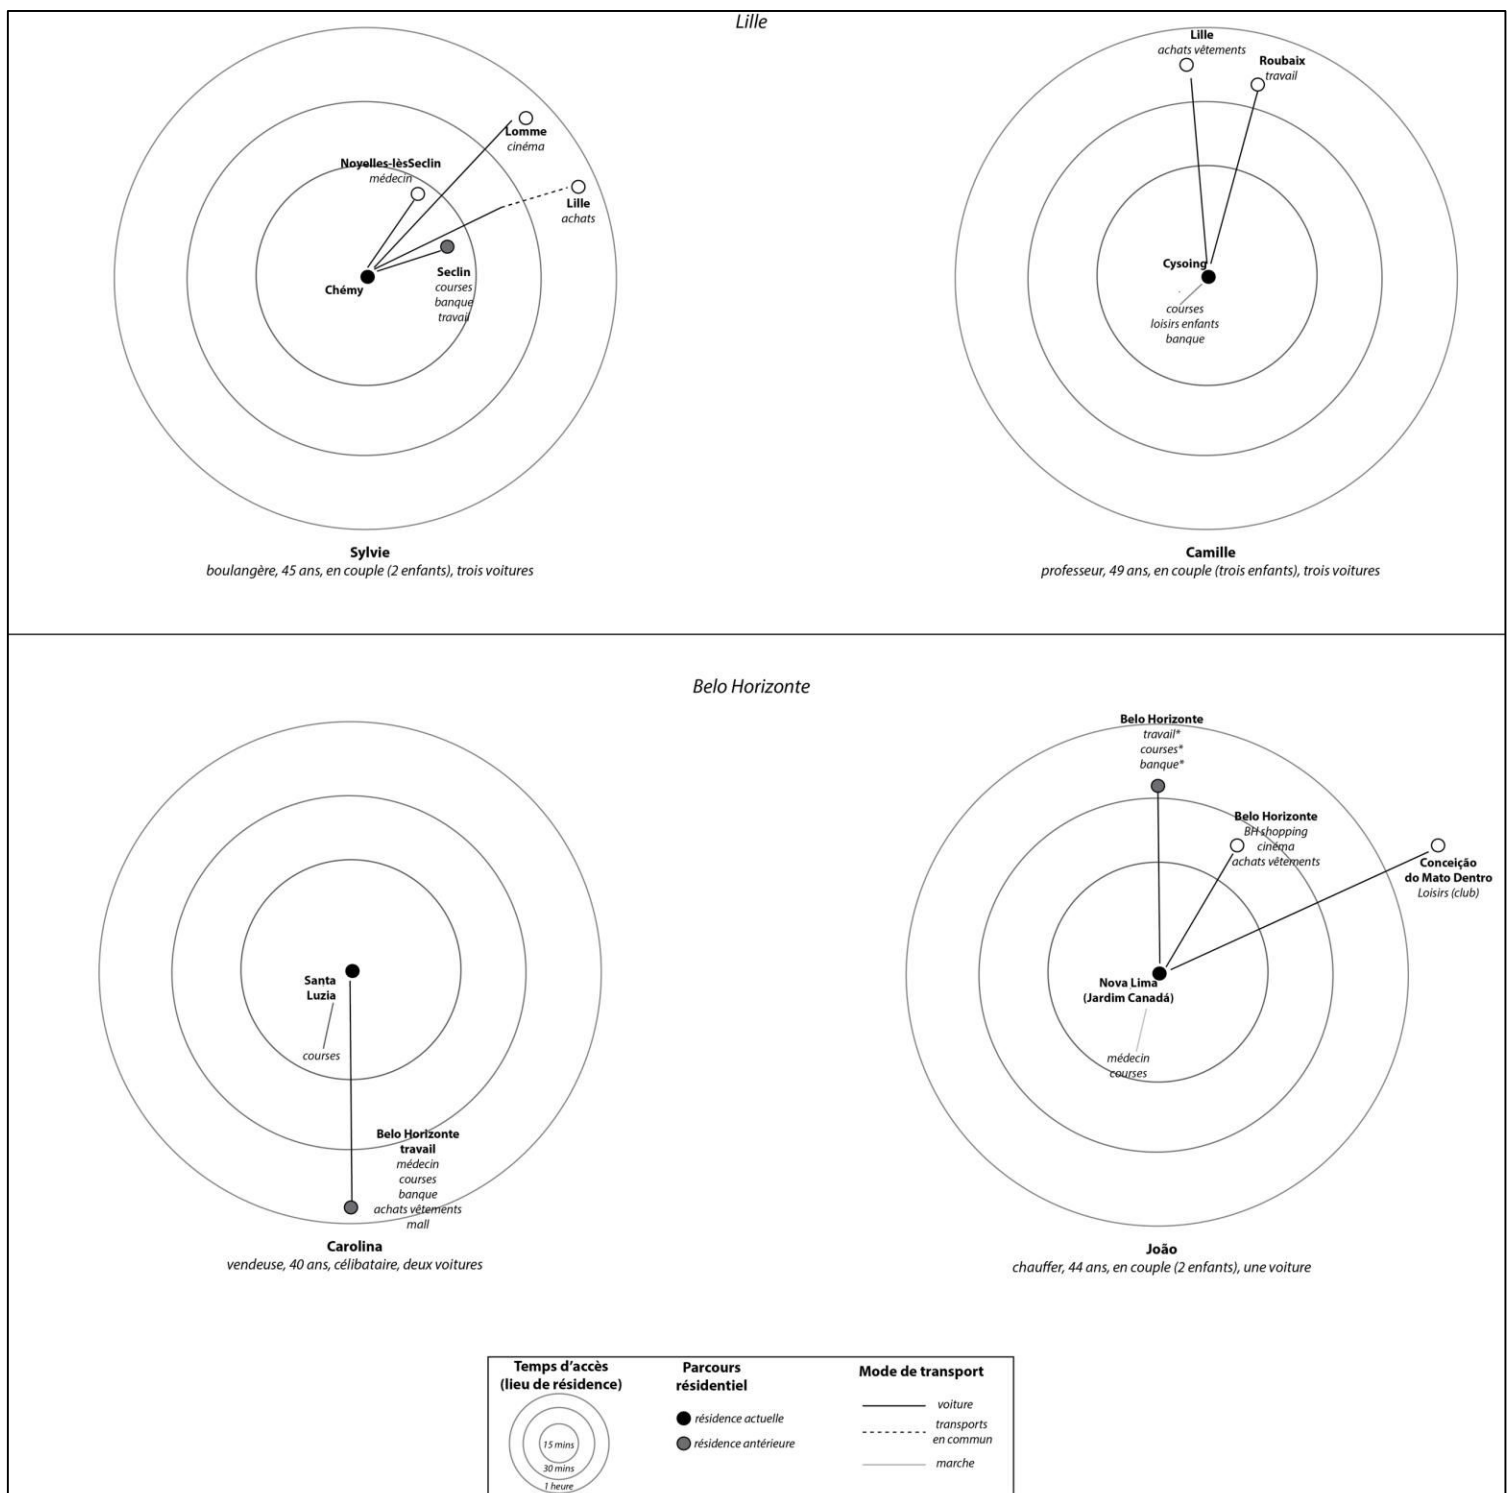 Lille
Lomme
cinéma
Noyelles-lèsSeclin
médecin
Lille
achats
Seclin
courses
banque
travail
Chémy
Sylvie
boulangère, 45 ans, en couple (2 enfants), trois voitures
Lille
achats vêtements
Roubaix
travail
Cysoing
courses
loisirs enfants
banque
Camille
professeur, 49 ans, en couple (trois enfants), trois voitures
Belo Horizonte
Santa
Luzia
courses
Belo Horizonte
travail
médecin
courses
banque
achats vêtements
mall
Carolina
vendeuse, 40 ans, célibataire, deux voitures
Belo Horizonte
travail*
courses*
banque*
Belo Horizonte
BH shopping
cinéma
achats vêtements
Conceição
do Mato Dentro
Loisirs (club)
Nova Lima
(Jardim Canadá)
médecin
courses
João
chauffer, 44 ans, en couple (2 enfants), une voiture
Temps d'accès
(lieu de résidence)
15 mins
30 mins
1 heure
Parcours
résidentiel
résidence actuelle
résidence antérieure
Mode de transport
voiture
transports
en commun
marche